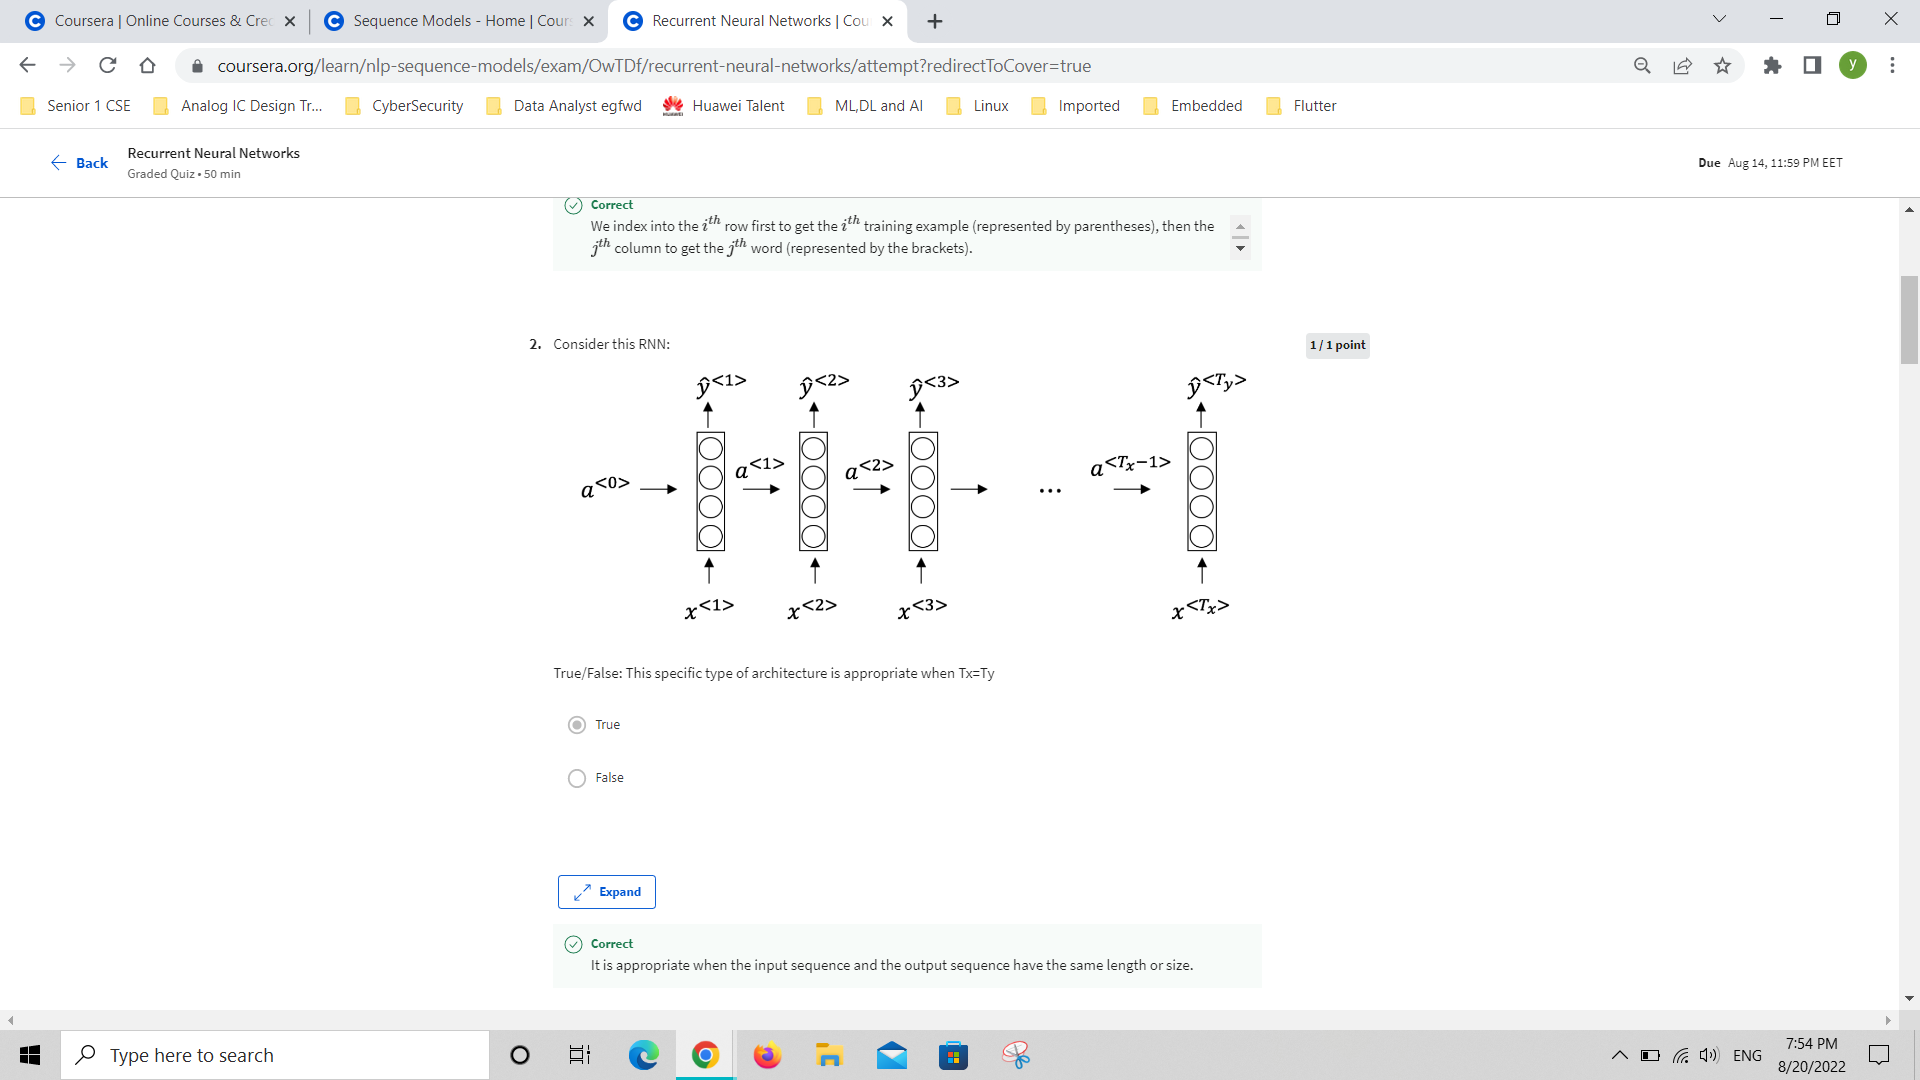 Coursera | Online Courses & Cre
Sequence Models - Home | Cour
Recurrent Neural Networks | Cou
coursera.org/learn/nlp-sequence-models/exam/OwTDf/recurrent-neural-networks/attempt?redirectToCover=true
y
Senior 1 CSE
Analog IC Design Tr...
CyberSecurity
Data Analyst egfwd
HUAWEI
Huawei Talent
ML,DL and AI
Linux
Imported
Embedded
Flutter
Back
Recurrent Neural Networks
Graded Quiz • 50 min
Due Aug 14, 11:59 PM EET
Correct
We index into the i^th row first to get the i^th training example (represented by parentheses), then the
j^th column to get the j^th word (represented by the brackets).
2. Consider this RNN:
1 / 1 point
ŷ<1> ŷ<2> ŷ<3> ŷ<Ty>
a<0> a<1> a<2> ... a<Tx−1>
x<1> x<2> x<3> x<Tx>
True/False: This specific type of architecture is appropriate when Tx=Ty
True
False
Expand
Correct
It is appropriate when the input sequence and the output sequence have the same length or size.
Type here to search
ENG
7:54 PM
8/20/2022